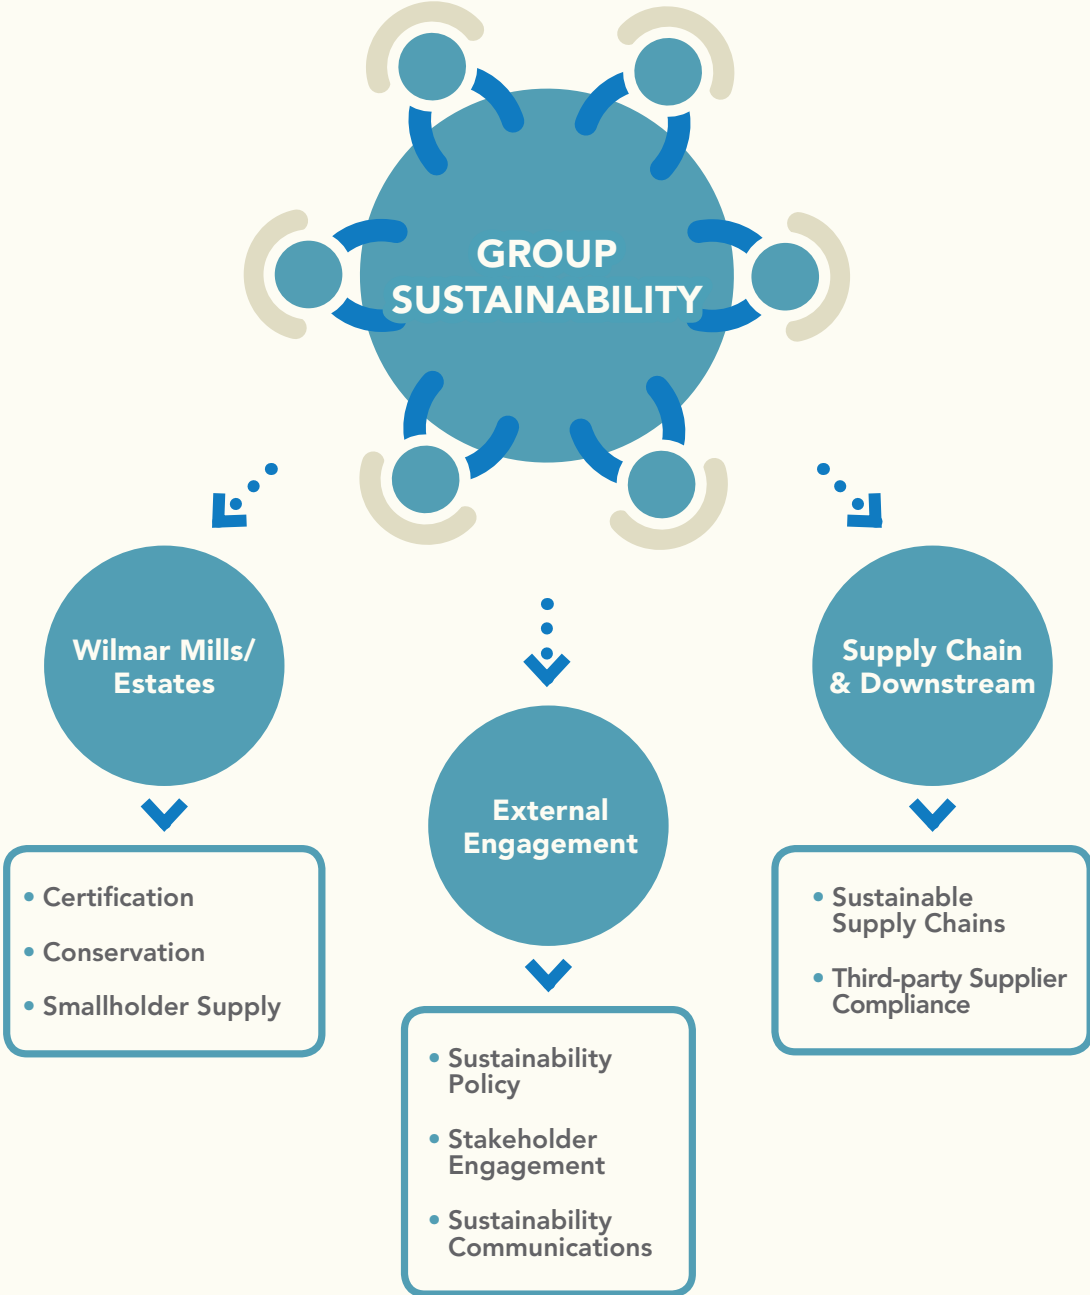 GROUP
SUSTAINABILITY
Wilmar Mills/
Estates
• Certification
• Conservation
• Smallholder Supply
External
Engagement
• Sustainability
Policy
• Stakeholder
Engagement
• Sustainability
Communications
Supply Chain
& Downstream
• Sustainable
Supply Chains
• Third-party Supplier
Compliance